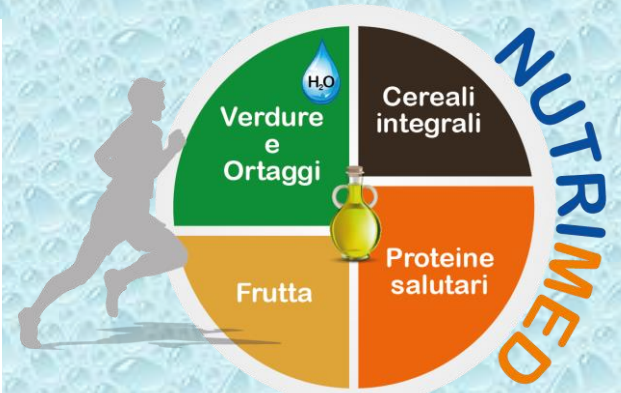 H₂O
Verdure
e
Ortaggi
Cereali
integrali
Frutta
Proteine
salutari
NUTRIMED